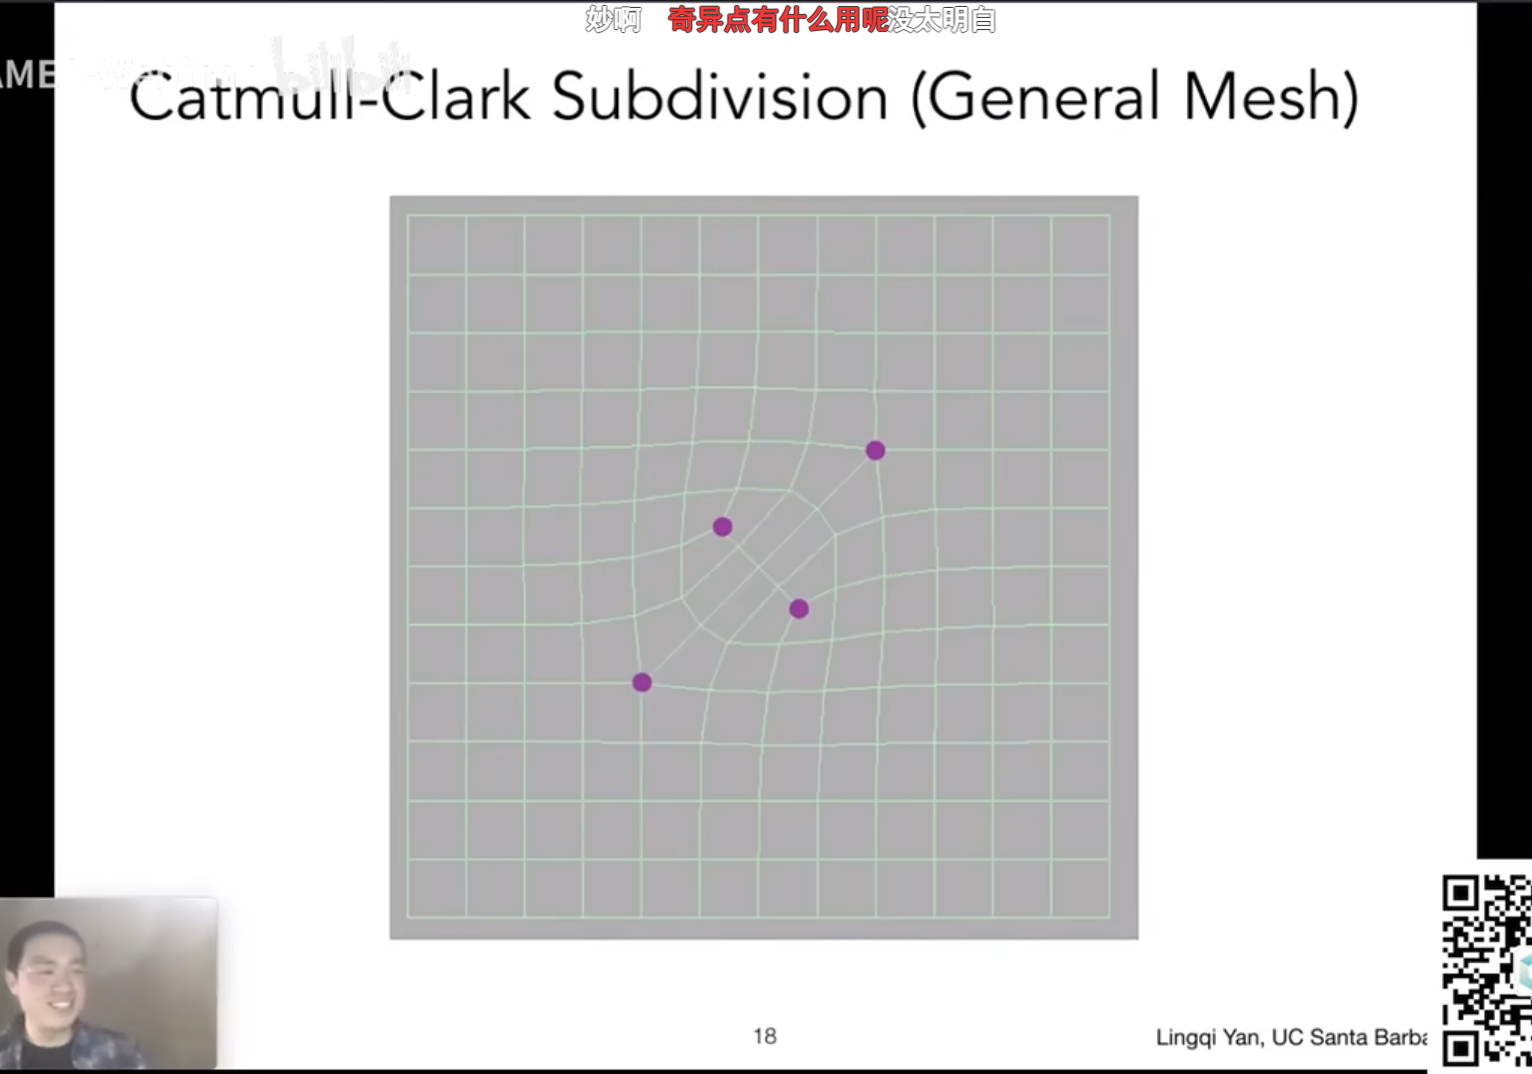 妙啊 奇异点有什么用呢没太明白
bilibili
Catmull-Clark Subdivision (General Mesh)
18
Lingqi Yan, UC Santa Barba